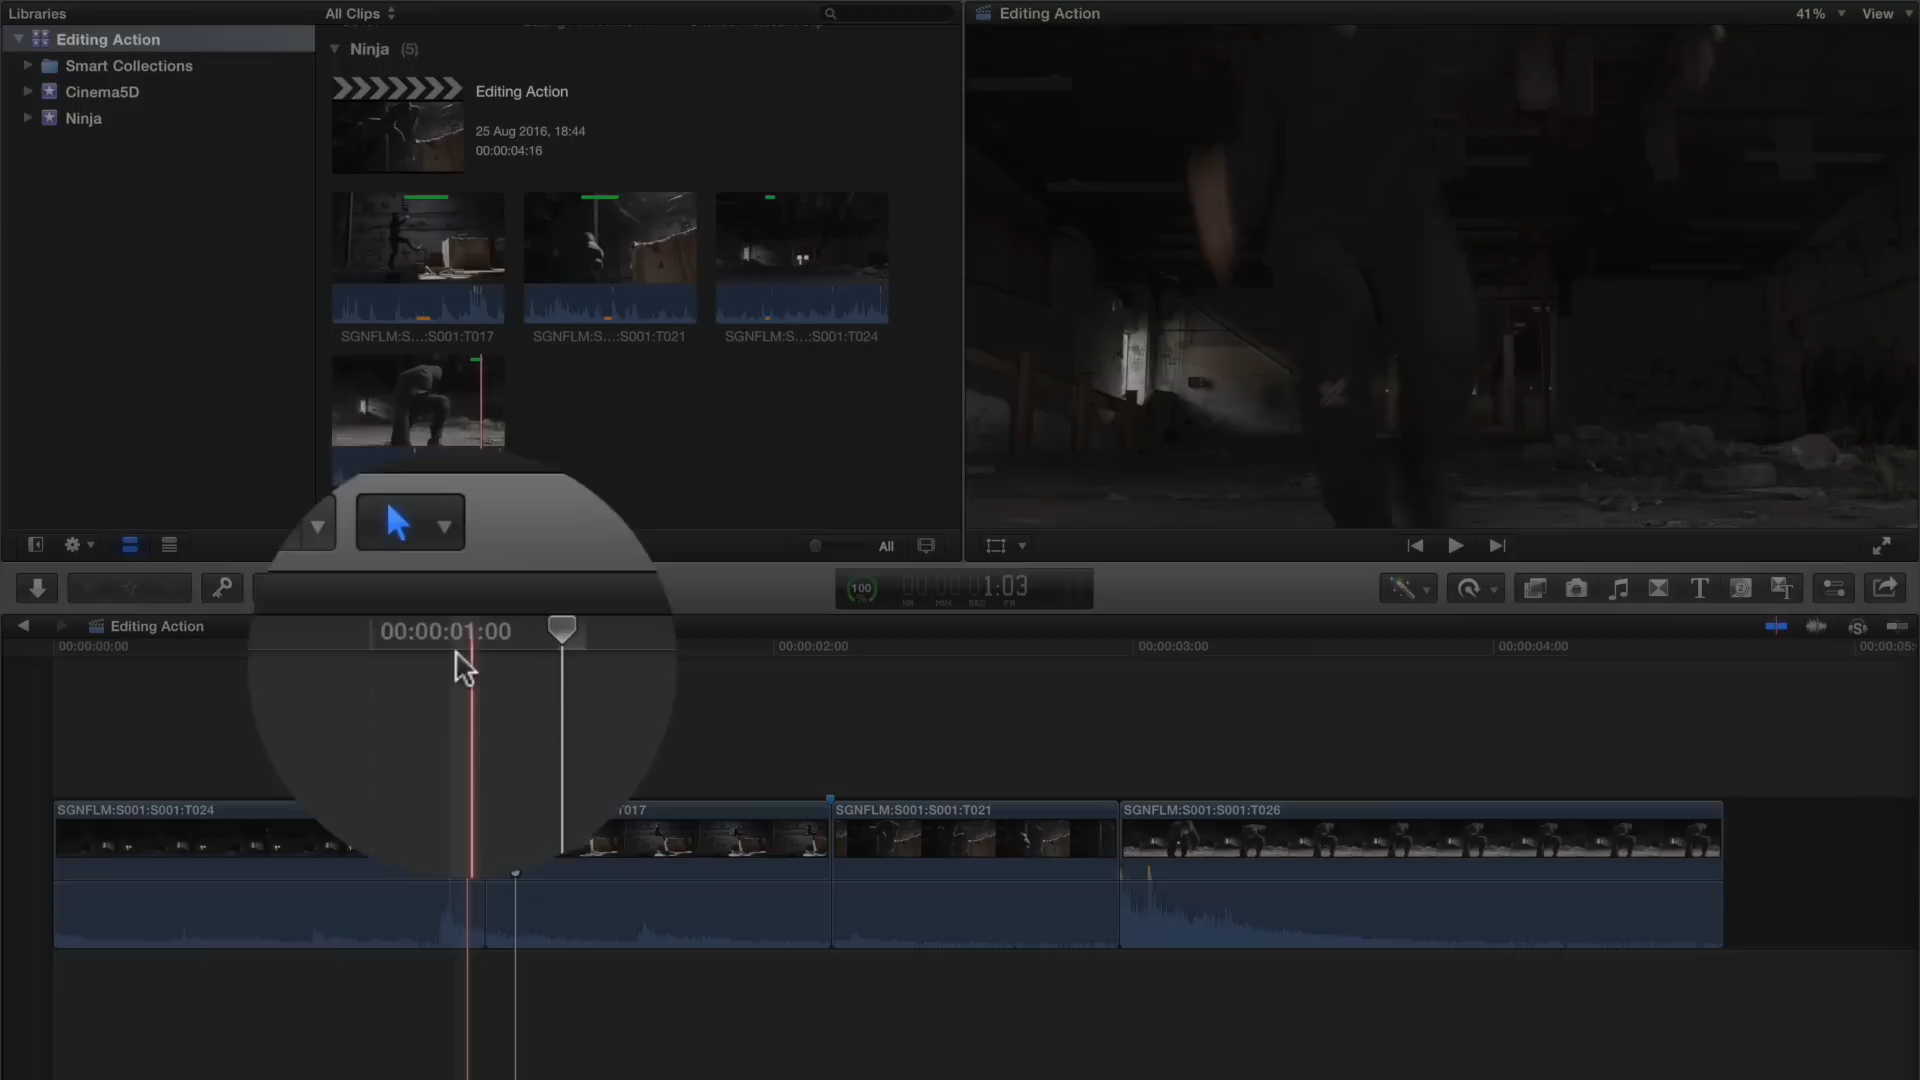 Libraries
All Clips
Editing Action
41%
View
Editing Action
Smart Collections
Cinema5D
Ninja
Ninja (5)
Editing Action
25 Aug 2016, 18:44
00:00:04:16
SGNFLM:S...:S001:T017
SGNFLM:S...:S001:T021
SGNFLM:S...:S001:T024
All
100
%
1:03
HR MIN SEC FR
Editing Action
00:00:00:00
00:00:01:00
00:00:02:00
00:00:03:00
00:00:04:00
00:00:05:
SGNFLM:S001:S001:T024
T017
SGNFLM:S001:S001:T021
SGNFLM:S001:S001:T026